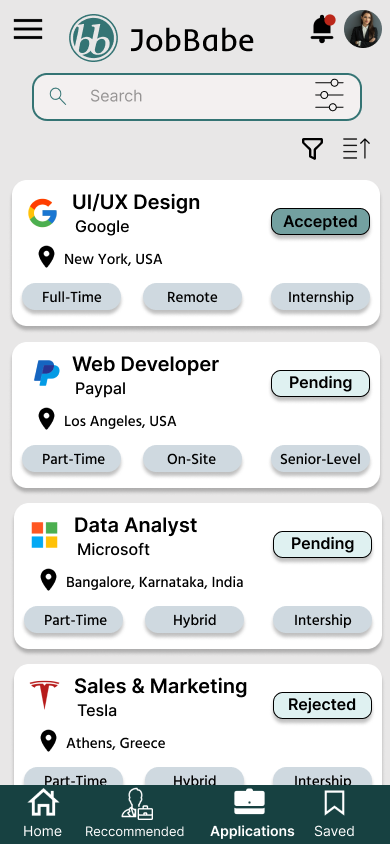 bb JobBabe
Search
UI/UX Design
Google
Accepted
New York, USA
Full-Time Remote Internship
Web Developer
Paypal
Pending
Los Angeles, USA
Part-Time On-Site Senior-Level
Data Analyst
Microsoft
Pending
Bangalore, Karnataka, India
Part-Time Hybrid Intership
Sales & Marketing
Tesla
Rejected
Athens, Greece
Part-Time Hybrid Intership
Home Reccommended Applications Saved